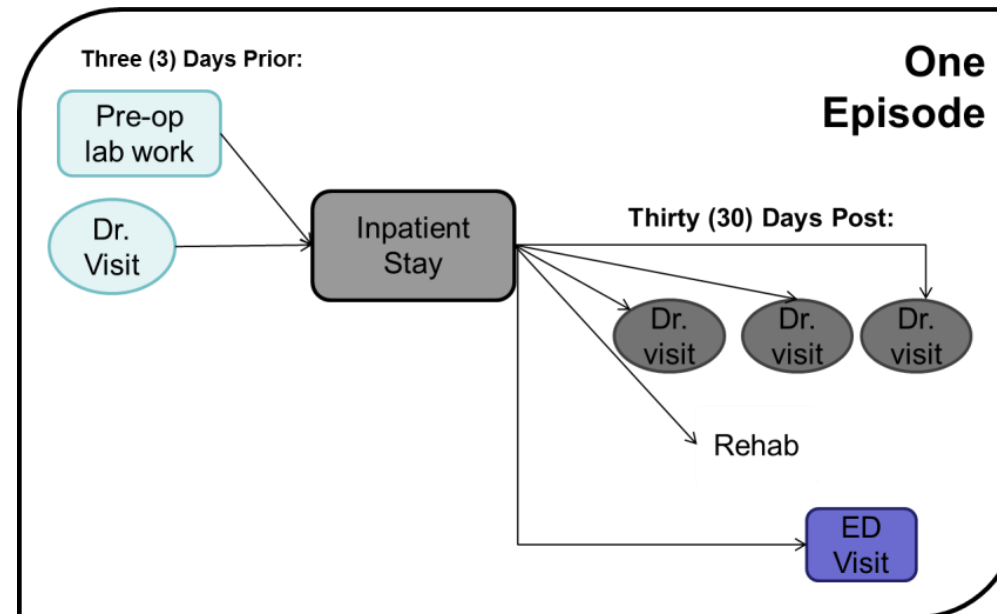 Three (3) Days Prior:
One
Episode
Pre-op
lab work
Dr.
Visit
Inpatient
Stay
Thirty (30) Days Post:
Dr.
visit
Dr.
visit
Dr.
visit
Rehab
ED
Visit